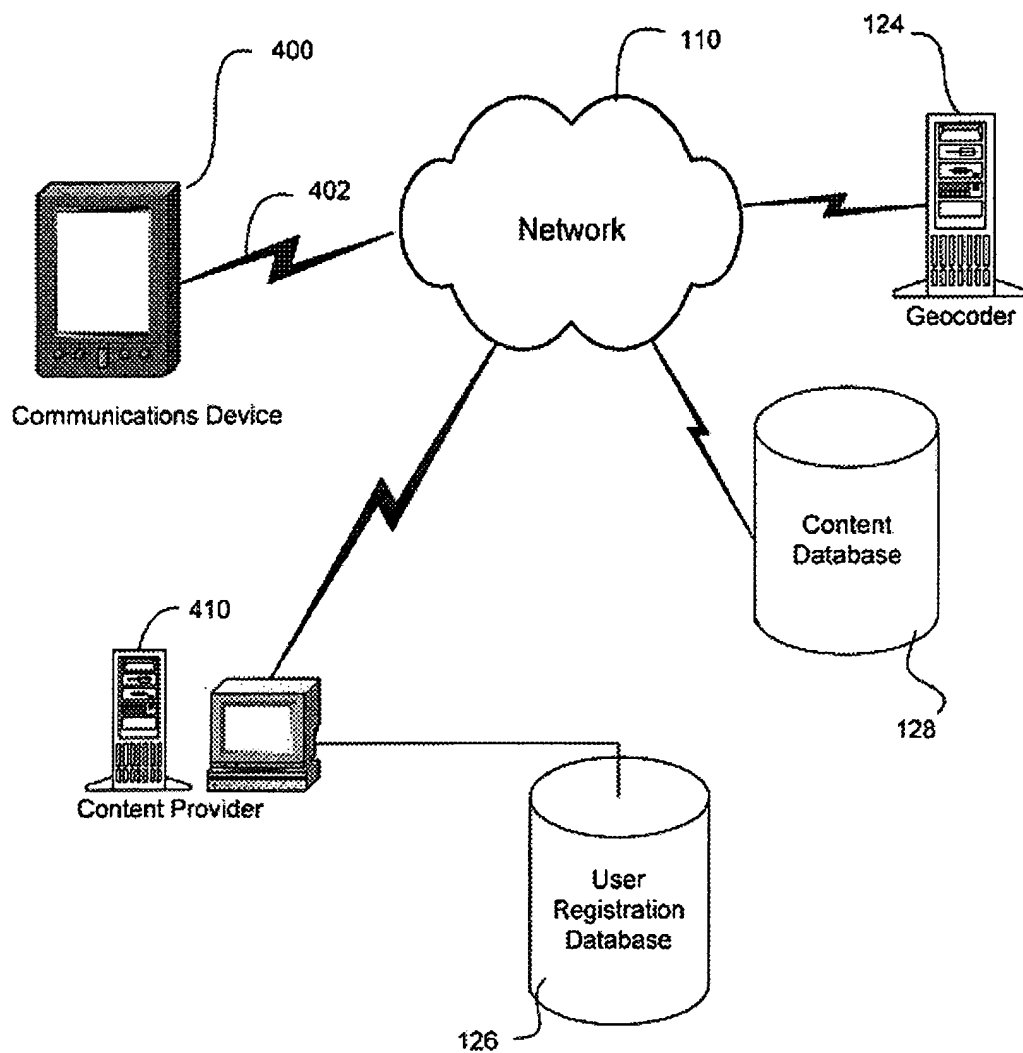 400
110
124
402
Network
Geocoder
Communications Device
Content
Database
410
128
Content Provider
User
Registration
Database
126